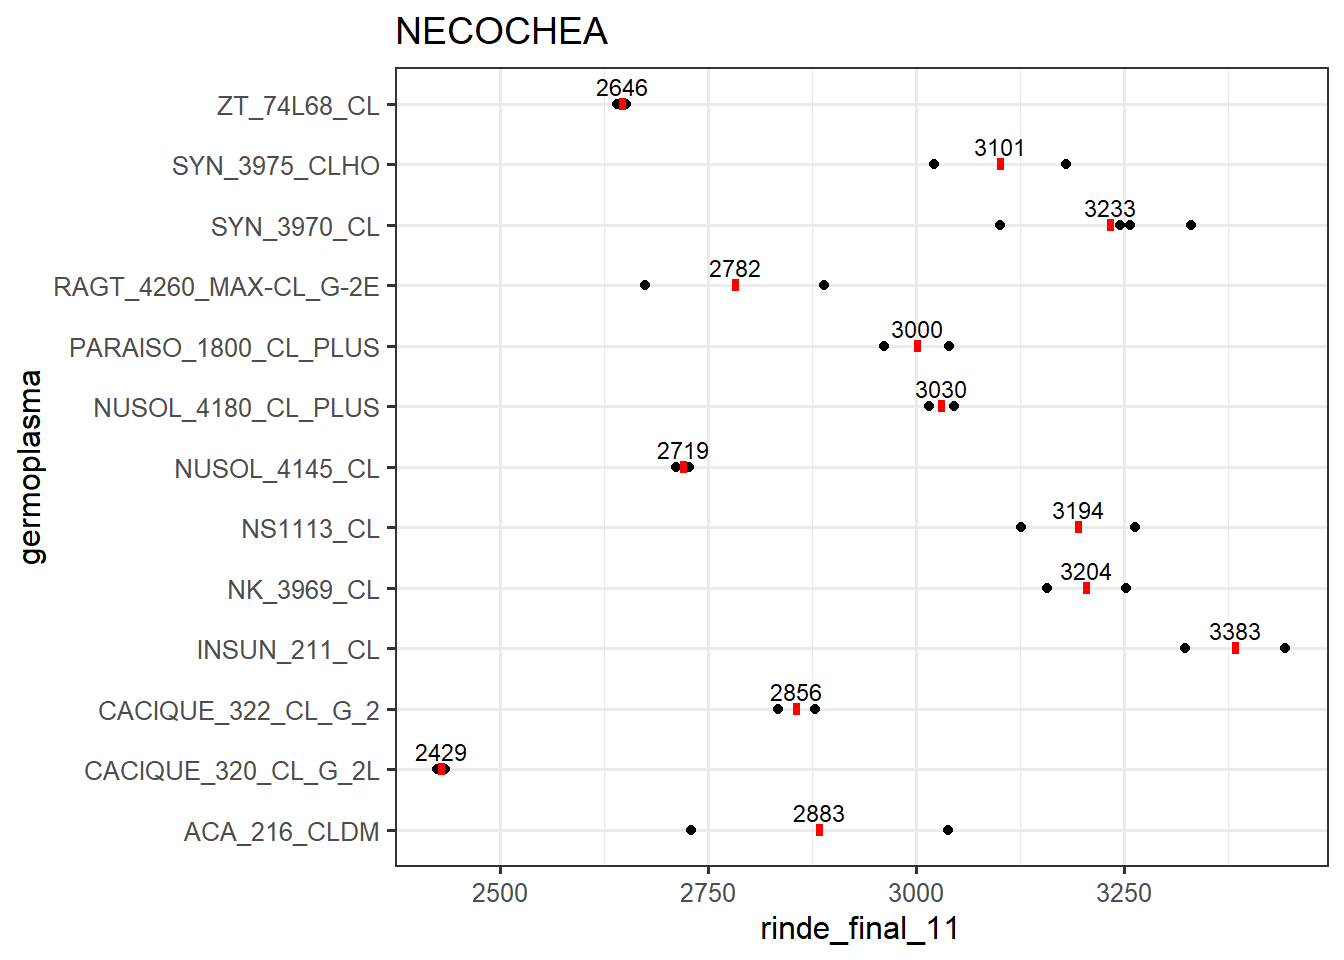 NECOCHEA
germoplasma
ZT_74L68_CL
2646
SYN_3975_CLHO
3101
SYN_3970_CL
3233
RAGT_4260_MAX-CL_G-2E
2782
PARAISO_1800_CL_PLUS
3000
NUSOL_4180_CL_PLUS
3030
NUSOL_4145_CL
2719
NS1113_CL
3194
NK_3969_CL
3204
INSUN_211_CL
3383
CACIQUE_322_CL_G_2
2856
CACIQUE_320_CL_G_2L
2429
ACA_216_CLDM
2883
2500 2750 3000 3250
rinde_final_11